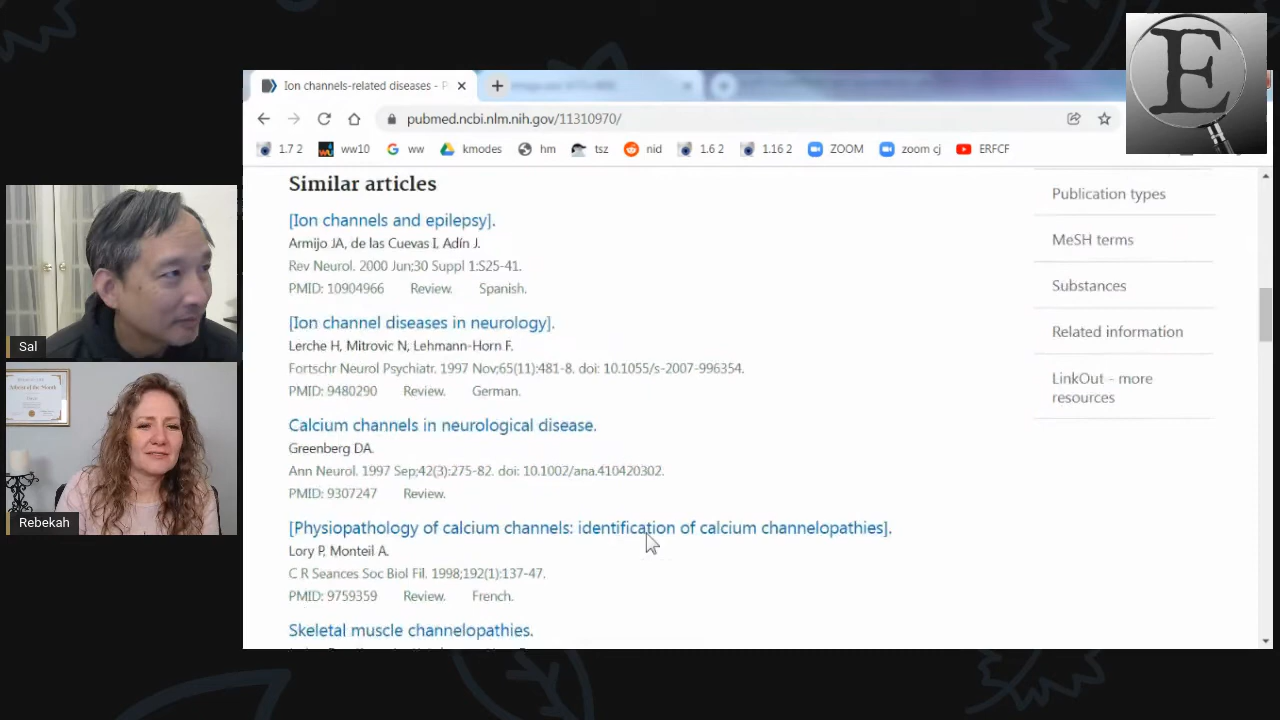 E
Ion channels-related diseases - P
pubmed.ncbi.nlm.nih.gov/11310970/
1.7 2
ww10
ww
kmodes
hm
tsz
nid
1.6 2
1.16 2
ZOOM
zoom cj
ERFCF
Similar articles
[Ion channels and epilepsy].
Armijo JA, de las Cuevas I, Adín J.
Rev Neurol. 2000 Jun;30 Suppl 1:S25-41.
PMID: 10904966 Review. Spanish.
[Ion channel diseases in neurology].
Lerche H, Mitrovic N, Lehmann-Horn F.
Fortschr Neurol Psychiatr. 1997 Nov;65(11):481-8. doi: 10.1055/s-2007-996354.
PMID: 9480290 Review. German.
Calcium channels in neurological disease.
Greenberg DA.
Ann Neurol. 1997 Sep;42(3):275-82. doi: 10.1002/ana.410420302.
PMID: 9307247 Review.
[Physiopathology of calcium channels: identification of calcium channelopathies].
Lory P, Monteil A.
C R Seances Soc Biol Fil. 1998;192(1):137-47.
PMID: 9759359 Review. French.
Skeletal muscle channelopathies.
Publication types
MeSH terms
Substances
Related information
LinkOut - more
resources
Sal
Rebekah